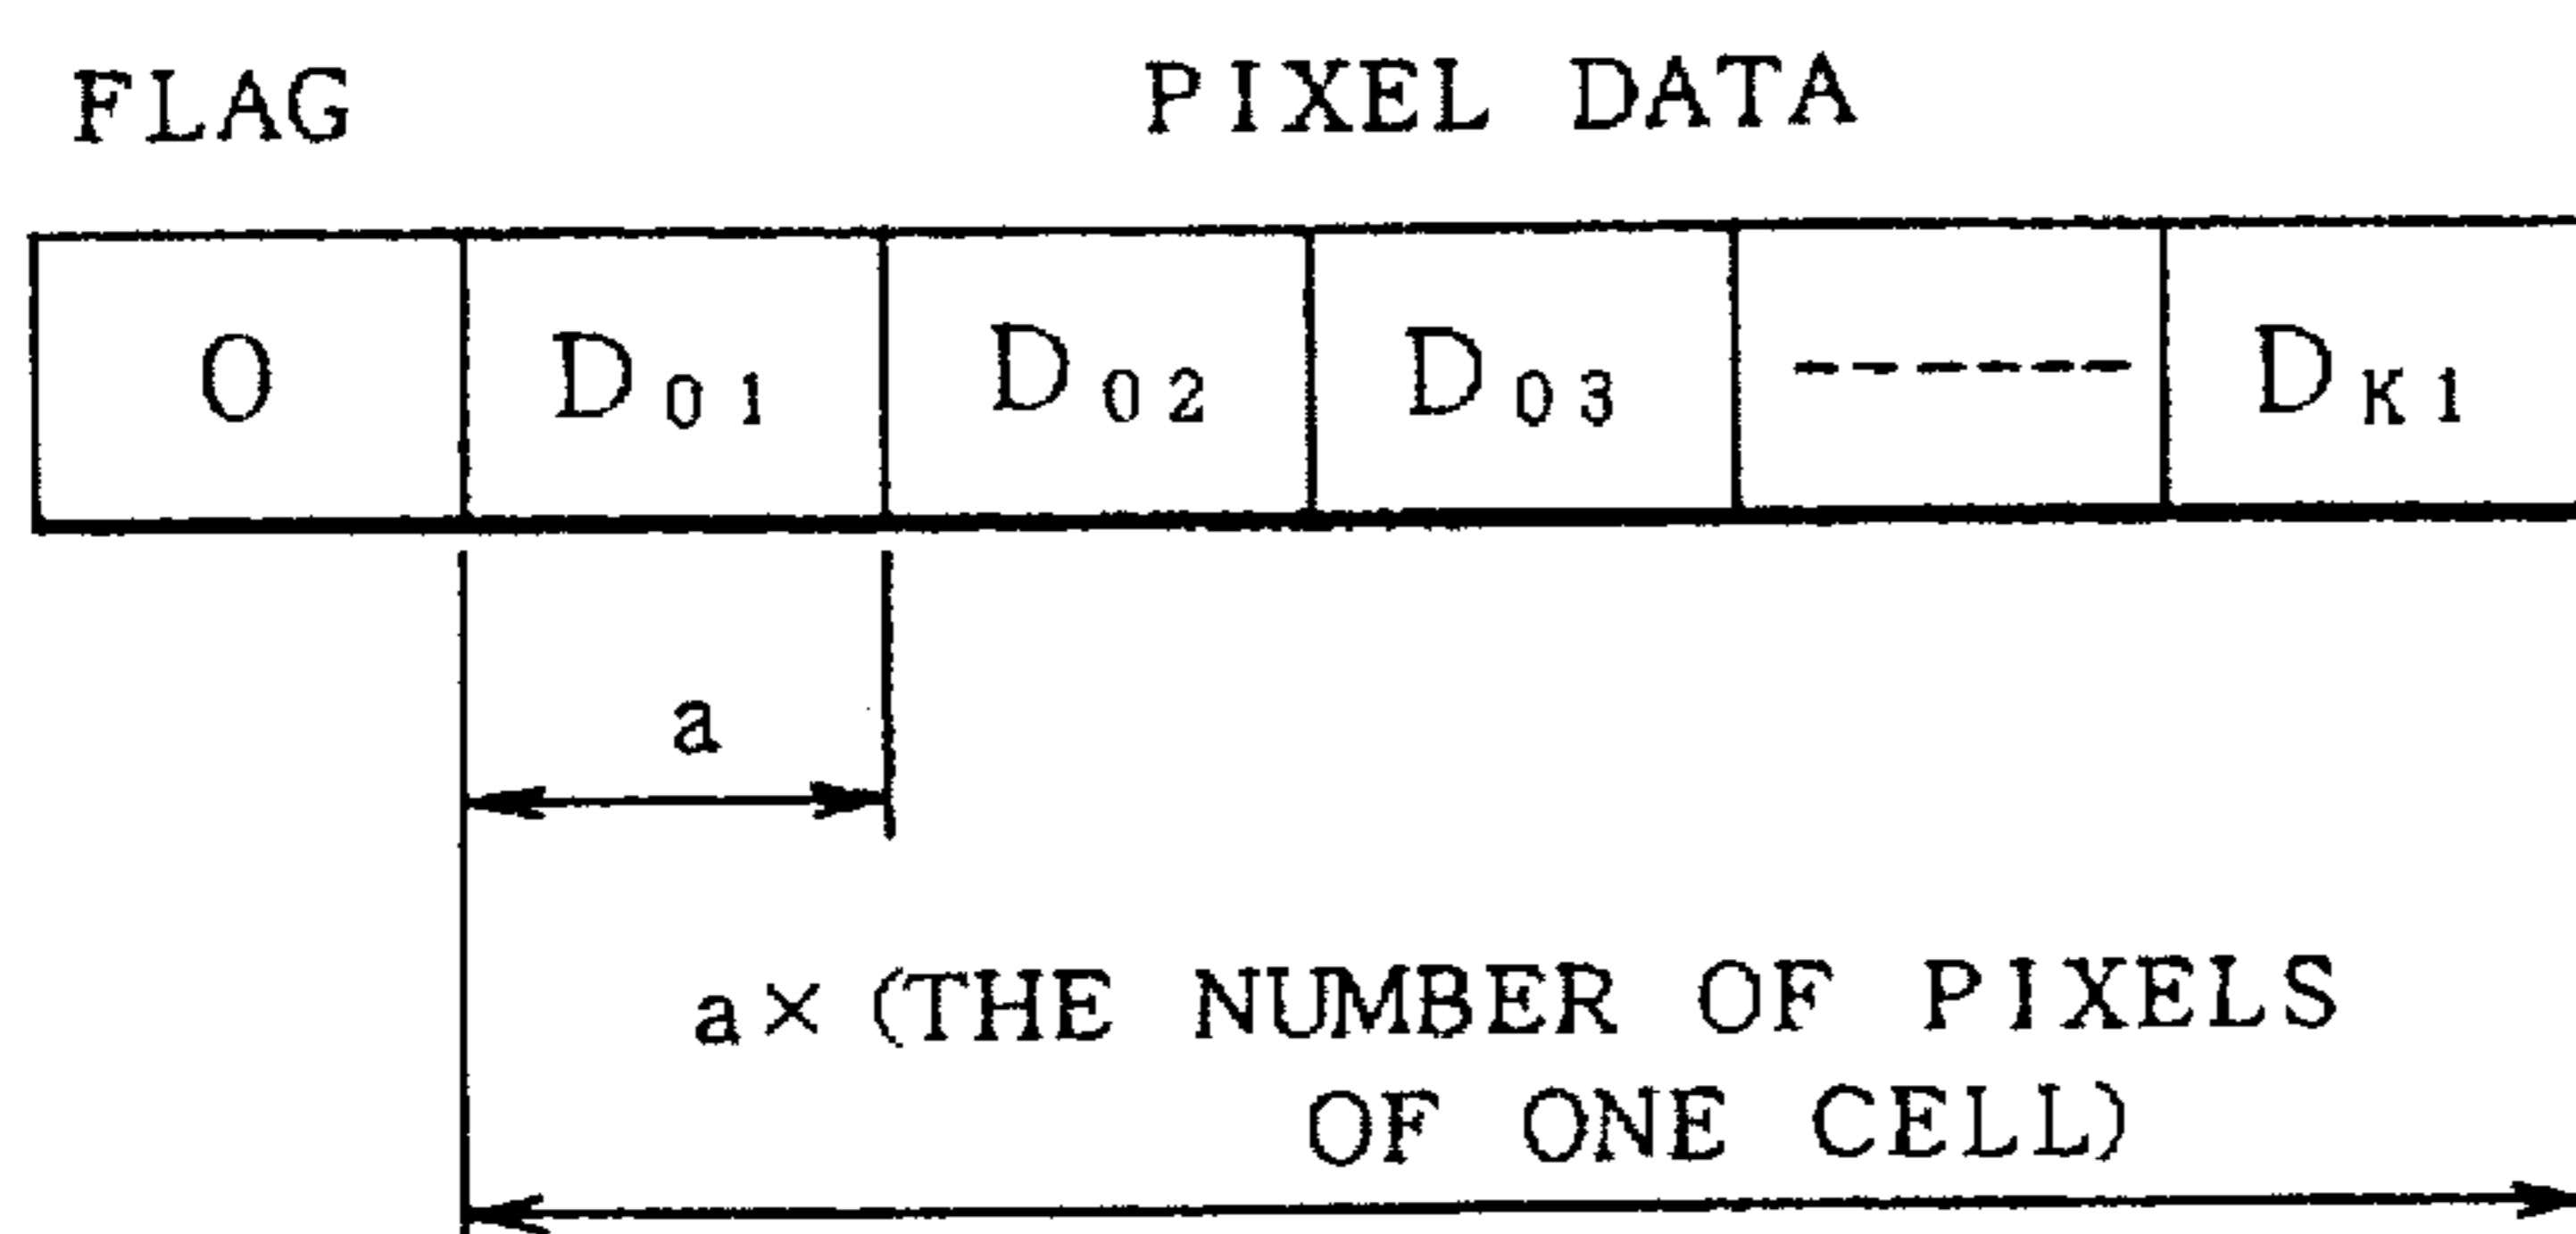 FLAG PIXEL DATA
0 D01 D02 D03 ------ DK1
a
a×(THE NUMBER OF PIXELS
OF ONE CELL)